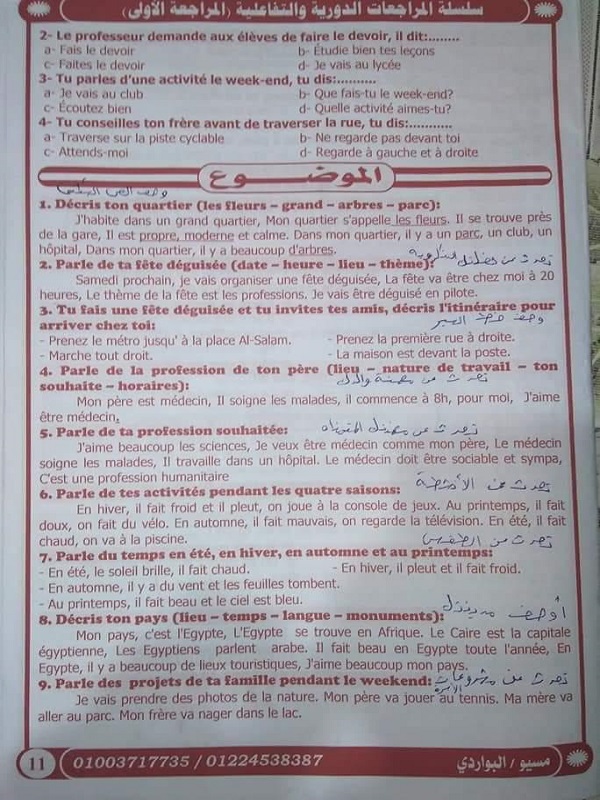 سلسلة المراجعات الدورية والتفاعلية (المراجعة الأولى)
2- Le professeur demande aux élèves de faire le devoir, il dit:........
a- Fais le devoir b- Étudie bien tes leçons
c- Faites le devoir d- Je vais au lycée
3- Tu parles d'une activité le week-end, tu dis:..........
a- Je vais au club b- Que fais-tu le week-end?
c- Écoutez bien d- Quelle activité aimes-tu?
4- Tu conseilles ton frère avant de traverser la rue, tu dis:...........
a- Traverse sur la piste cyclable b- Ne regarde pas devant toi
c- Attends-moi d- Regarde à gauche et à droite
الموضوع
وصف
1. Décris ton quartier (les fleurs – grand – arbres – parc):
J'habite dans un grand quartier, Mon quartier s'appelle les fleurs. Il se trouve près
de la gare, Il est propre, moderne et calme. Dans mon quartier, il y a un parc, un club, un
hôpital, Dans mon quartier, il y a beaucoup d'arbres.
تحدث عن
2. Parle de ta fête déguisée (date – heure – lieu – thème):
Samedi prochain, je vais organiser une fête déguisée, La fête va être chez moi à 20
heures, Le thème de la fête est les professions. Je vais être déguisé en pilote.
3. Tu fais une fête déguisée et tu invites tes amis, décris l'itinéraire pour
arriver chez toi: وصف خط السير
- Prenez le métro jusqu' à la place Al-Salam. - Prenez la première rue à droite.
- Marche tout droit. - La maison est devant la poste.
4. Parle de la profession de ton père (lieu – nature de travail – ton
souhaite – horaires): تحدث عن مهنة والدك
Mon père est médecin, Il soigne les malades, il commence à 8h, pour moi, J'aime
être médecin.
5. Parle de ta profession souhaitée: تحدث عن مهنتك
J'aime beaucoup les sciences, Je veux être médecin comme mon père, Le médecin
soigne les malades, Il travaille dans un hôpital. Le médecin doit être sociable et sympa,
C'est une profession humanitaire
6. Parle de tes activités pendant les quatre saisons: تحدث عن الأنشطة
En hiver, il fait froid et il pleut, on joue à la console de jeux. Au printemps, il fait
doux, on fait du vélo. En automne, il fait mauvais, on regarde la télévision. En été, il fait
chaud, on va à la piscine. تحدث عن الطقس
7. Parle du temps en été, en hiver, en automne et au printemps:
- En été, le soleil brille, il fait chaud. - En hiver, il pleut et il fait froid.
- En automne, il y a du vent et les feuilles tombent.
- Au printemps, il fait beau et le ciel est bleu.
8. Décris ton pays (lieu – temps – langue – monuments): أوصف
Mon pays, c'est l'Egypte, L'Egypte se trouve en Afrique. Le Caire est la capitale
égyptienne, Les Egyptiens parlent arabe. Il fait beau en Egypte toute l'année, En
Egypte, il y a beaucoup de lieux touristiques, J'aime beaucoup mon pays.
9. Parle des projets de ta famille pendant le weekend: تحدث عن مشروعات الأسرة
Je vais prendre des photos de la nature. Mon père va jouer au tennis. Ma mère va
aller au parc. Mon frère va nager dans le lac.
11 01003717735 / 01224538387 مسيو / البواردي